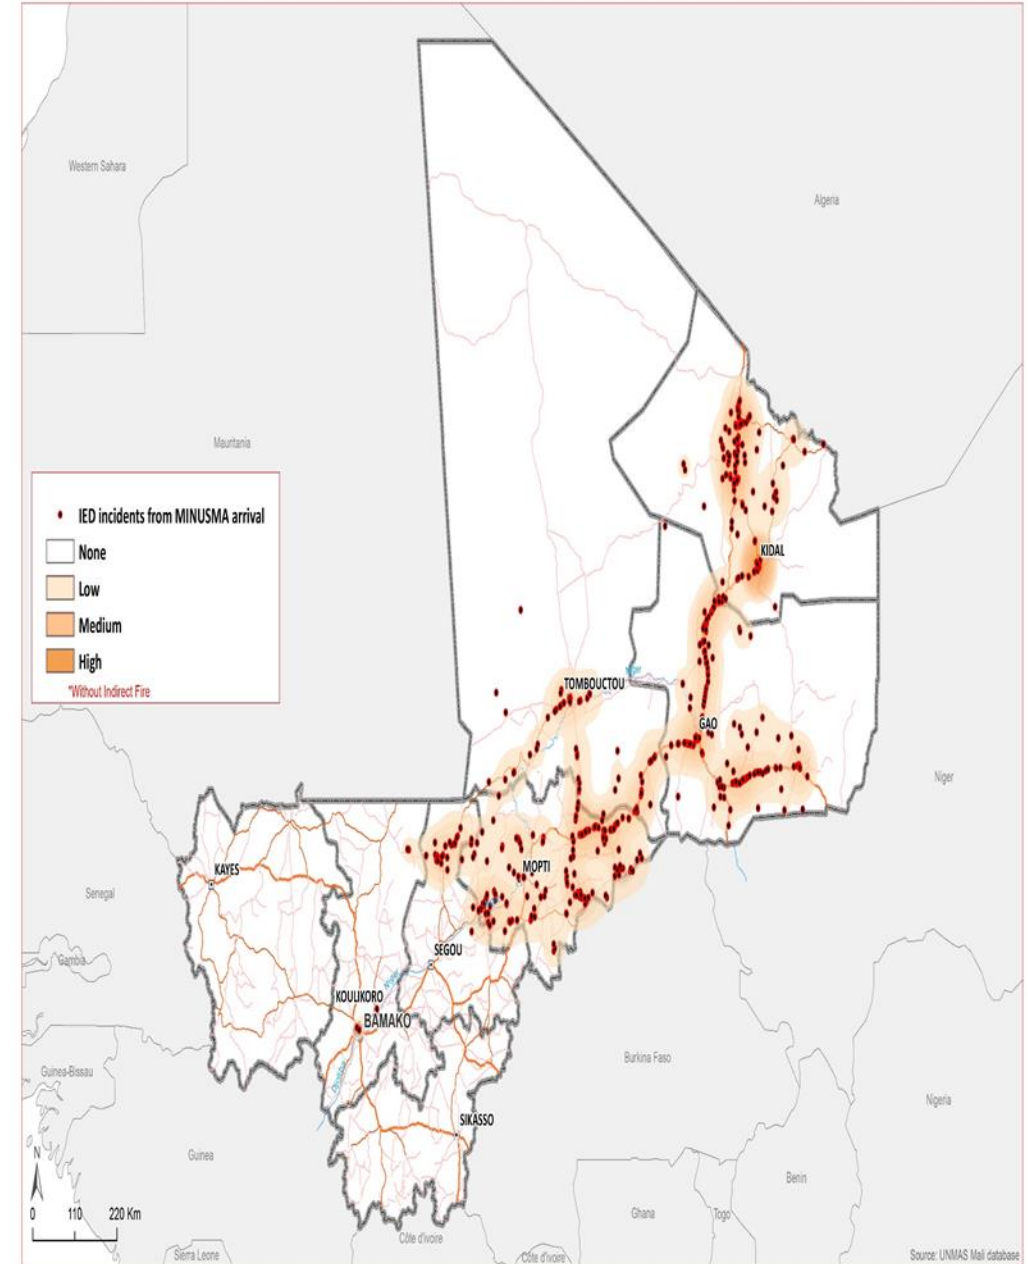 Western Sahara
Algeria
Mauritania
IED incidents from MINUSMA arrival
None
Low
Medium
High
*Without Indirect Fire
KIDAL
Niger
TOMBOUCTOU
GAO
Niger
MOPTI
KAYES
Senegal
SEGOU
Gambia
Niger
KOULIKORO
BAMAKO
Burkina Faso
Guinea-Bissau
Nigeria
SIKASSO
Guinea
Benin
N
0 110 220 Km
Ghana
Togo
Côte d'ivoire
Sierra Leone
Côte d'ivoire
Source: UNMAS Mali database